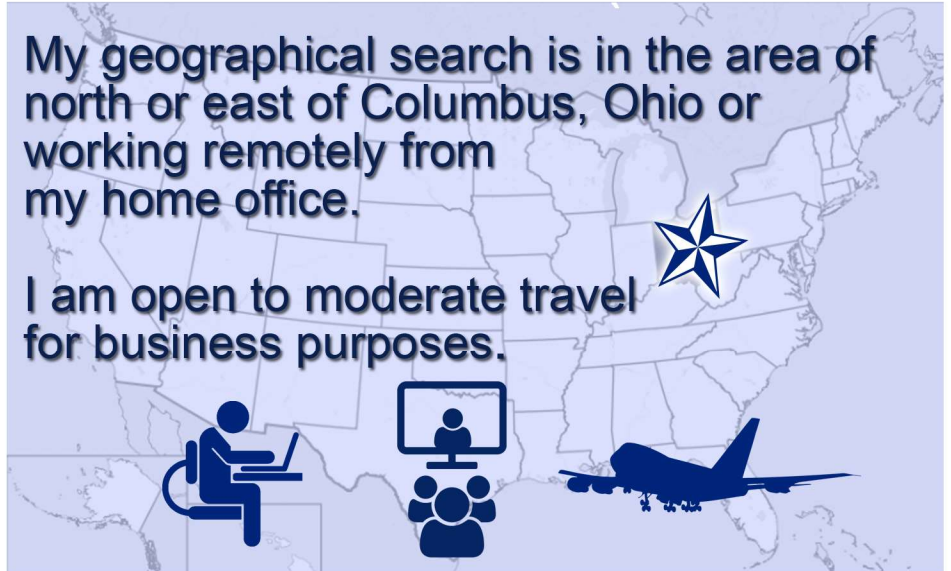 My geographical search is in the area of
north or east of Columbus, Ohio or
working remotely from
my home office.
I am open to moderate travel
for business purposes.